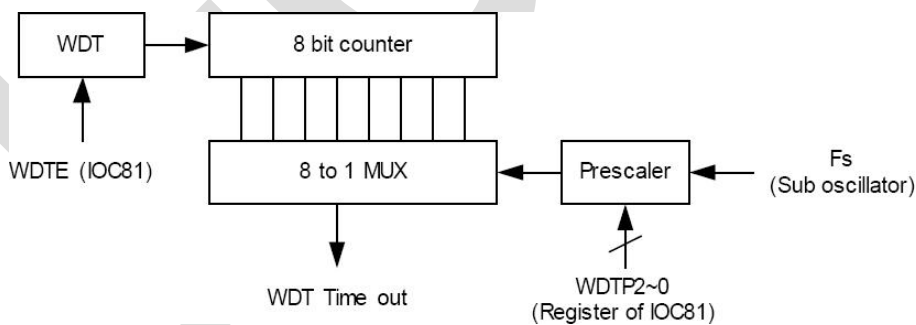 WDT
8 bit counter
WDTE (IOC81)
8 to 1 MUX
Prescaler
Fs
(Sub oscillator)
WDT Time out
WDTP2~0
(Register of IOC81)